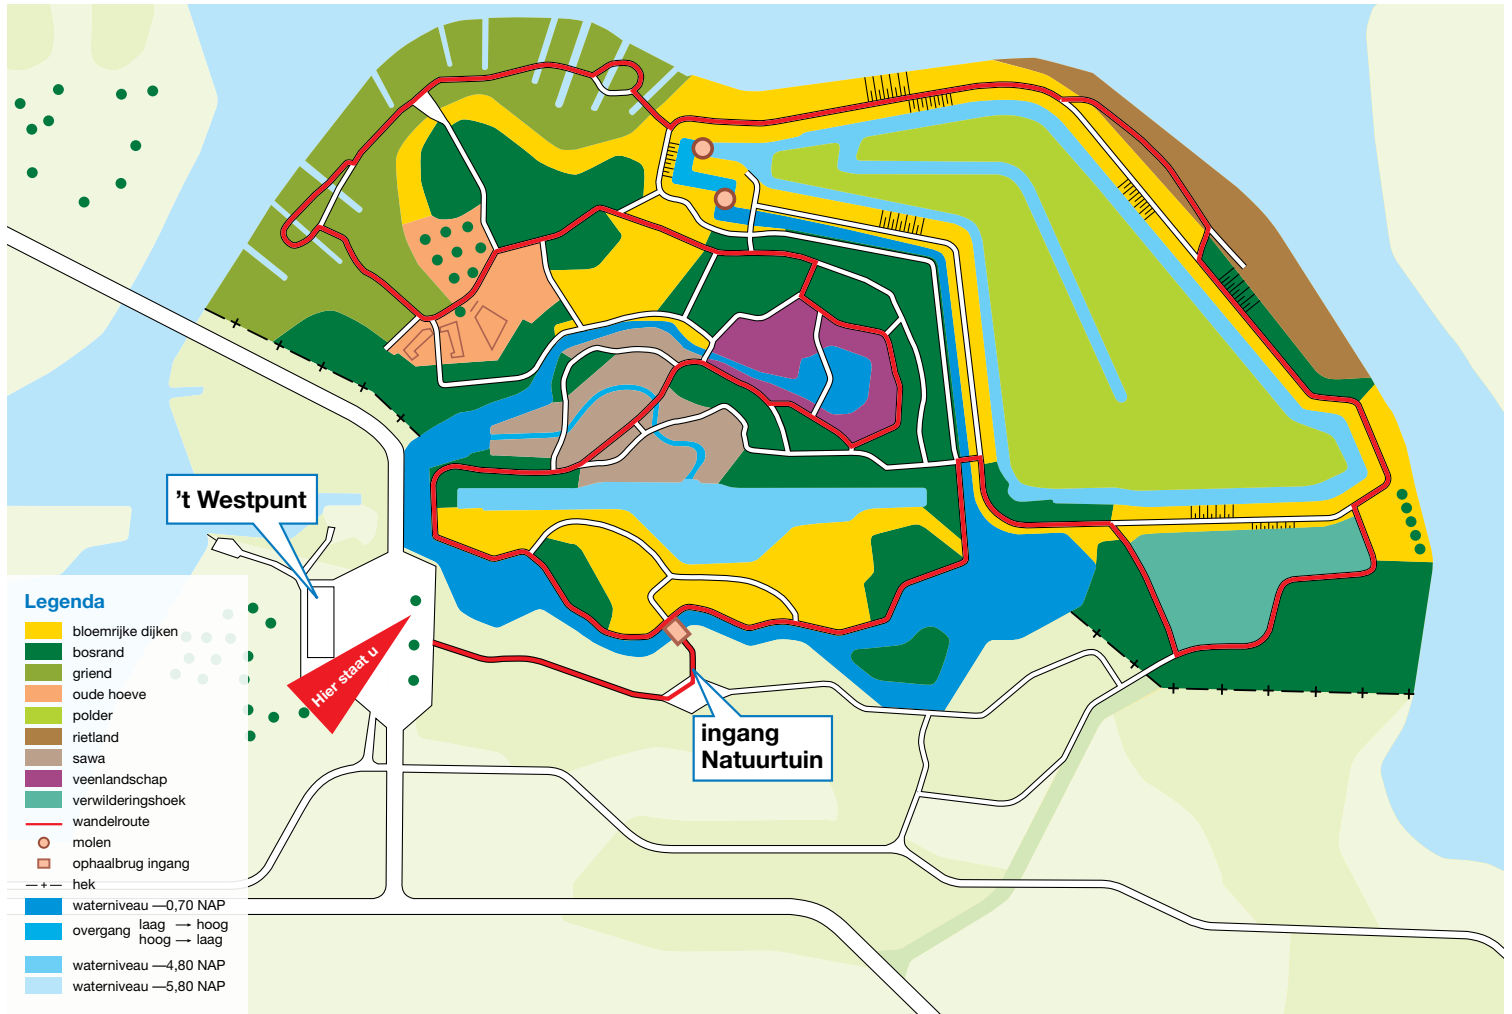 ’t Westpunt
Hier staat u
ingang
Natuurtuin
Legenda
bloemrijke dijken
bosrand
griend
oude hoeve
polder
rietland
sawa
veenlandschap
verwilderingshoek
wandelroute
molen
ophaalbrug ingang
hek
waterniveau —0,70 NAP
overgang laag → hoog
hoog → laag
waterniveau —4,80 NAP
waterniveau —5,80 NAP